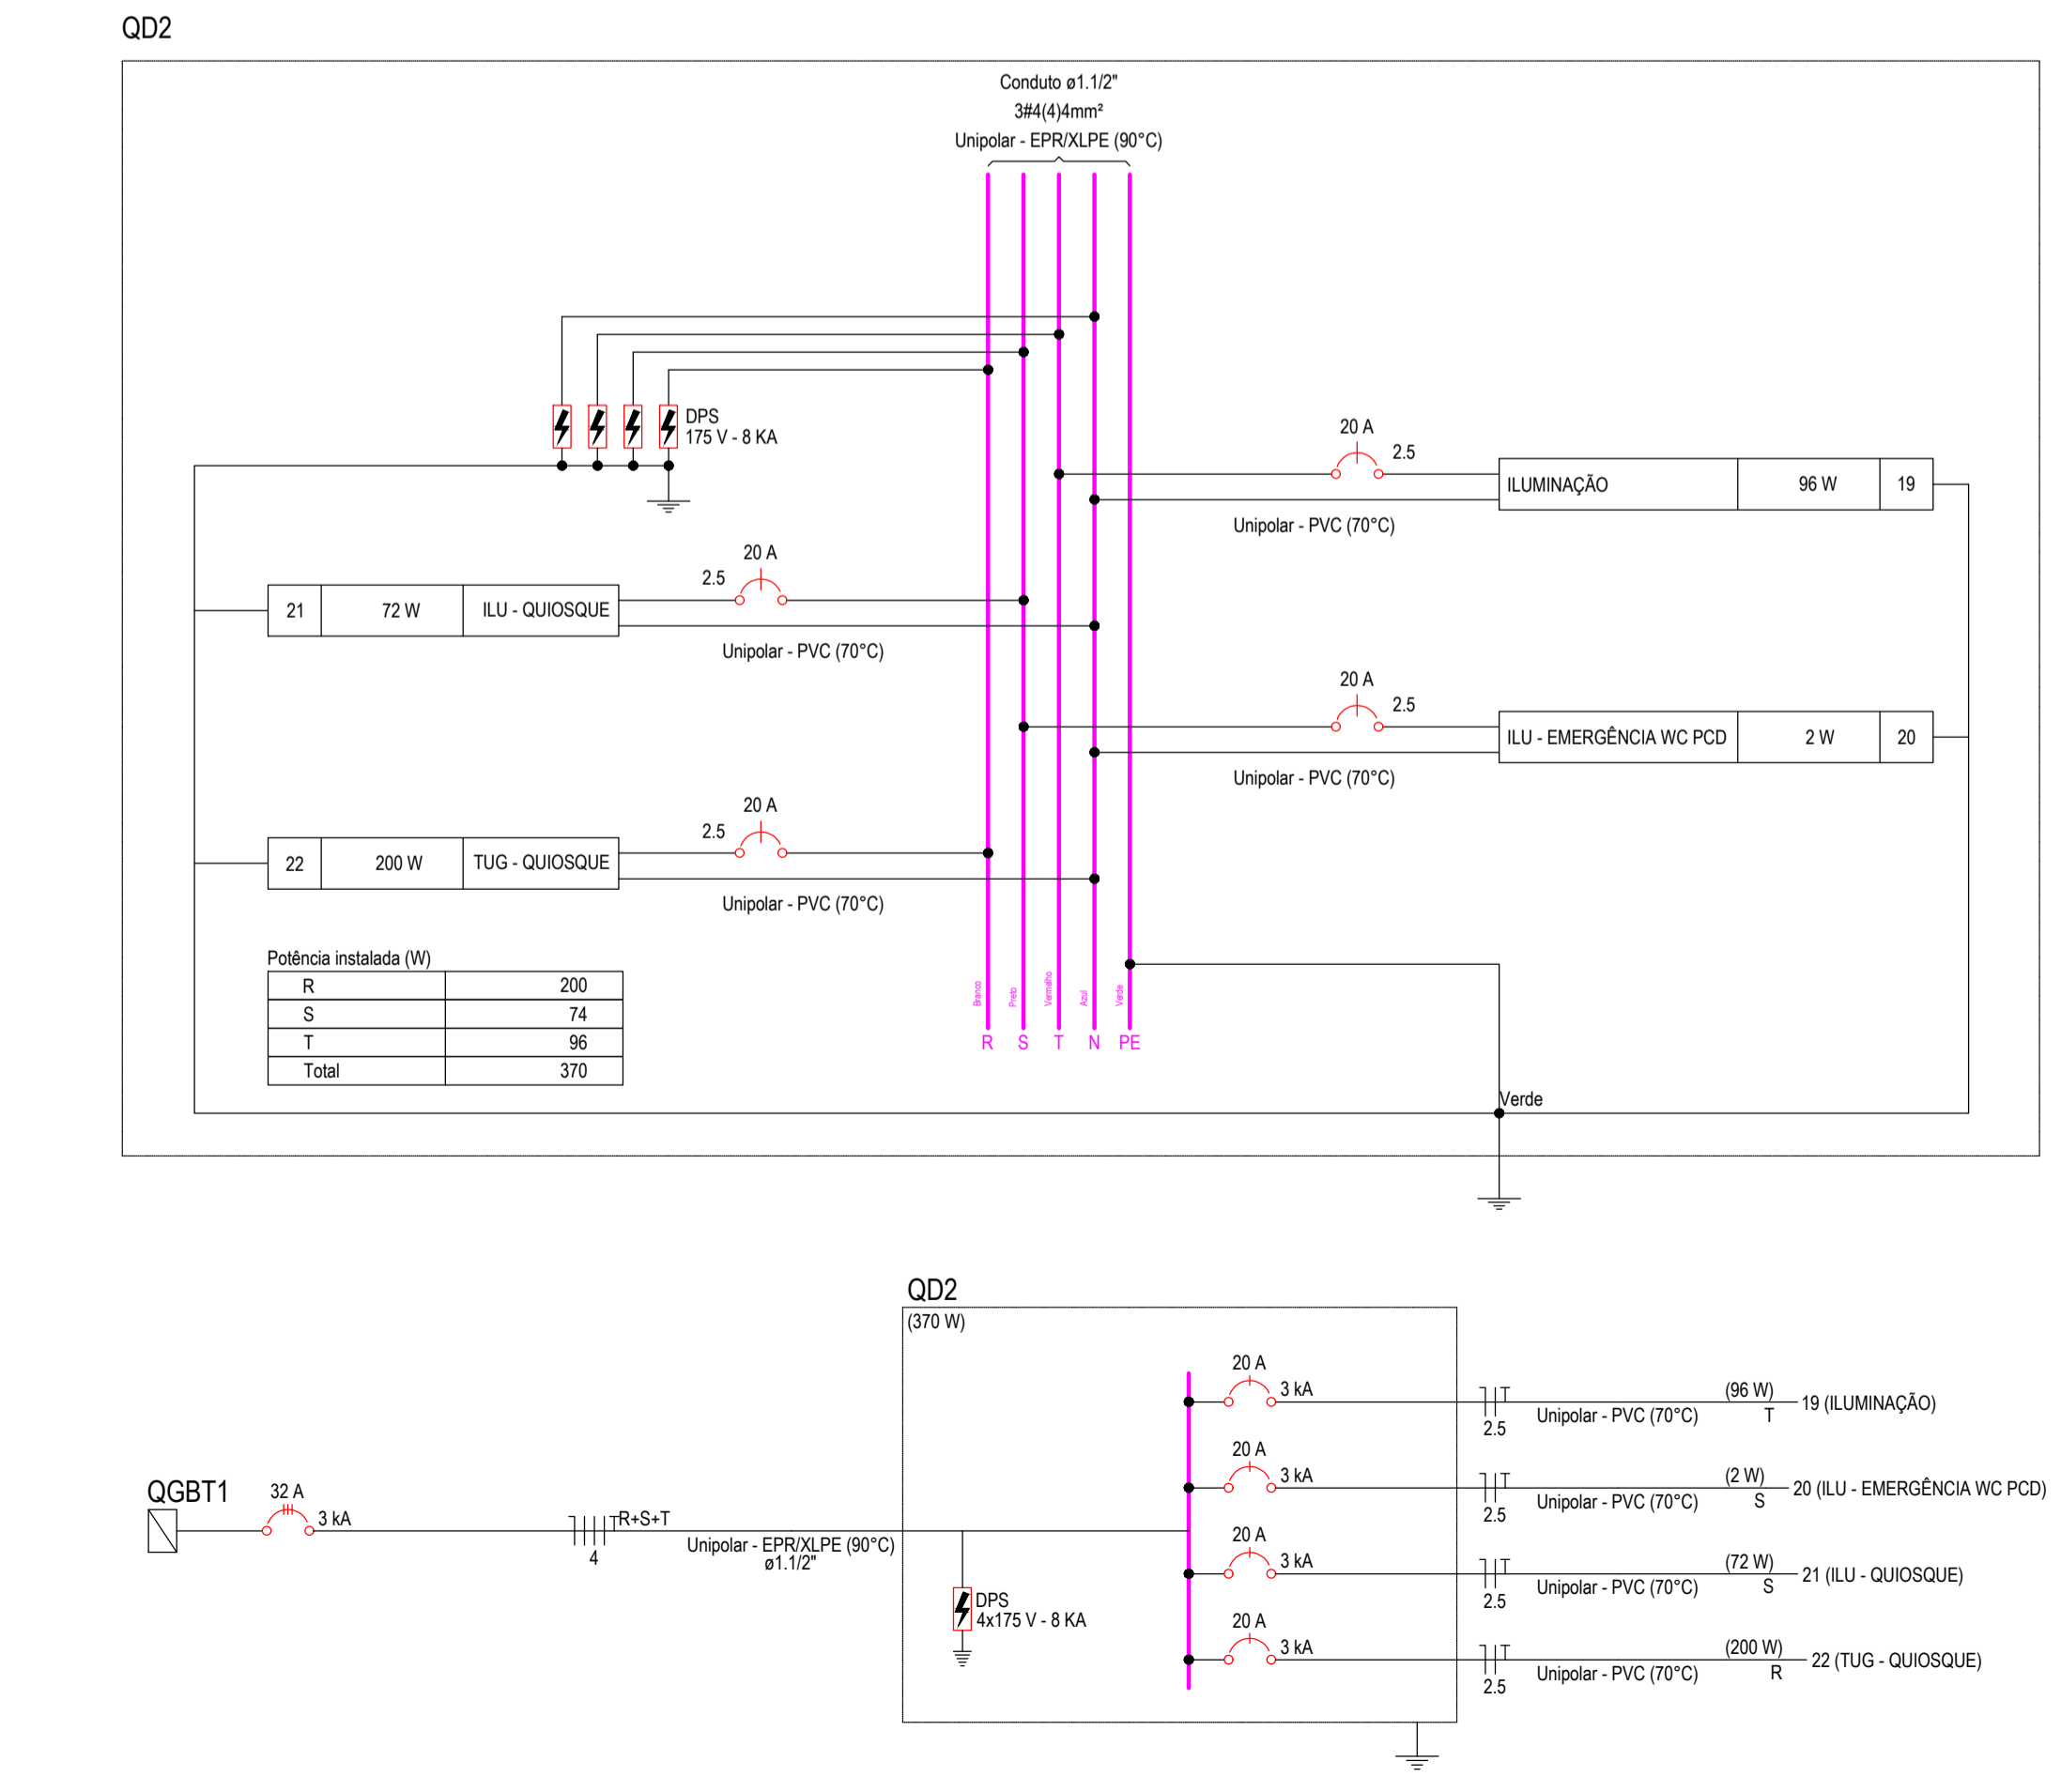 QD2
Conduto ø1.1/2"
3#4(4)4mm²
Unipolar - EPR/XLPE (90°C)
DPS
175 V - 8 KA
20 A
2.5
ILUMINAÇÃO 96 W 19
Unipolar - PVC (70°C)
20 A
2.5
21 72 W ILU - QUIOSQUE
Unipolar - PVC (70°C)
20 A
2.5
ILU - EMERGÊNCIA WC PCD 2 W 20
Unipolar - PVC (70°C)
20 A
2.5
22 200 W TUG - QUIOSQUE
Unipolar - PVC (70°C)
Potência instalada (W)
R 200
S 74
T 96
Total 370
Branco
Preto
Vermelho
Azul
Verde
R S T N PE
Verde
QD2
(370 W)
20 A
3 kA
2.5
Unipolar - PVC (70°C)
(96 W)
T
19 (ILUMINAÇÃO)
20 A
3 kA
2.5
Unipolar - PVC (70°C)
(2 W)
S
20 (ILU - EMERGÊNCIA WC PCD)
QGBT1
32 A
3 kA
4
R+S+T
Unipolar - EPR/XLPE (90°C)
ø1.1/2"
DPS
4x175 V - 8 KA
20 A
3 kA
2.5
Unipolar - PVC (70°C)
(72 W)
S
21 (ILU - QUIOSQUE)
20 A
3 kA
2.5
Unipolar - PVC (70°C)
(200 W)
R
22 (TUG - QUIOSQUE)